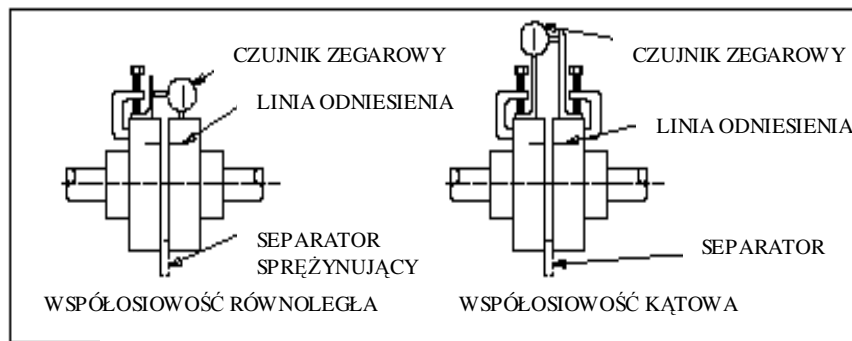 CZUJNIK ZEGAROWY
LINIA ODNIESIENIA
SEPARATOR
SPRĘŻYNUJĄCY
WSPÓŁOSIOWOŚĆ RÓWNOLEGŁA
CZUJNIK ZEGAROWY
LINIA ODNIESIENIA
SEPARATOR
WSPÓŁOSIOWOŚĆ KĄTOWA